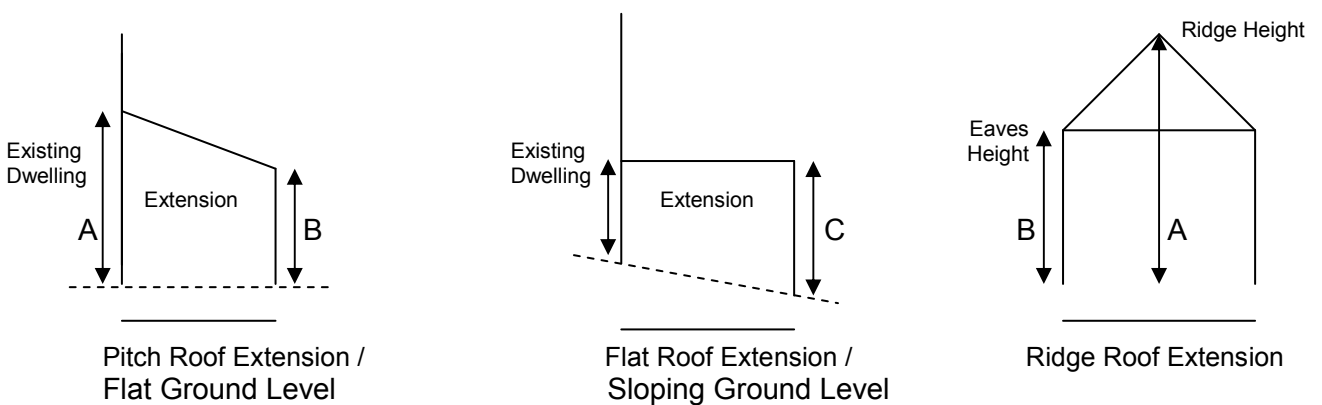 Existing
Dwelling
Extension
A
B
Pitch Roof Extension /
Flat Ground Level
Existing
Dwelling
Extension
C
Flat Roof Extension /
Sloping Ground Level
Ridge Height
Eaves
Height
B
A
Ridge Roof Extension